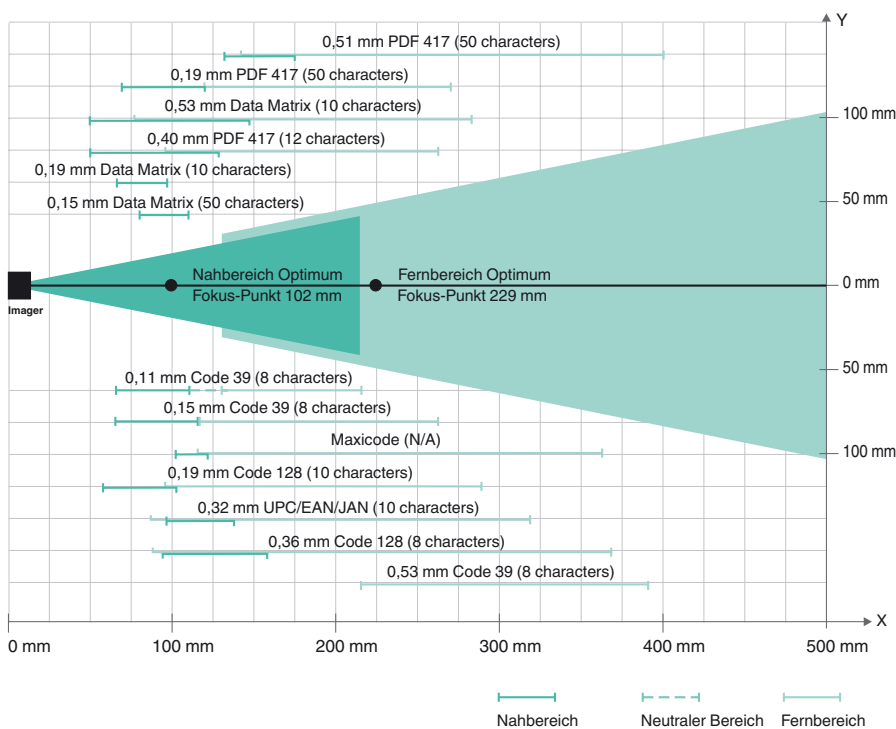 Y
0,51 mm PDF 417 (50 characters)
0,19 mm PDF 417 (50 characters)
0,53 mm Data Matrix (10 characters)
100 mm
0,40 mm PDF 417 (12 characters)
0,19 mm Data Matrix (10 characters)
0,15 mm Data Matrix (50 characters)
50 mm
Nahbereich Optimum
Fokus-Punkt 102 mm
Fernbereich Optimum
Fokus-Punkt 229 mm
0 mm
Imager
50 mm
0,11 mm Code 39 (8 characters)
0,15 mm Code 39 (8 characters)
Maxicode (N/A)
100 mm
0,19 mm Code 128 (10 characters)
0,32 mm UPC/EAN/JAN (10 characters)
0,36 mm Code 128 (8 characters)
0,53 mm Code 39 (8 characters)
X
0 mm
100 mm
200 mm
300 mm
400 mm
500 mm
Nahbereich
Neutraler Bereich
Fernbereich